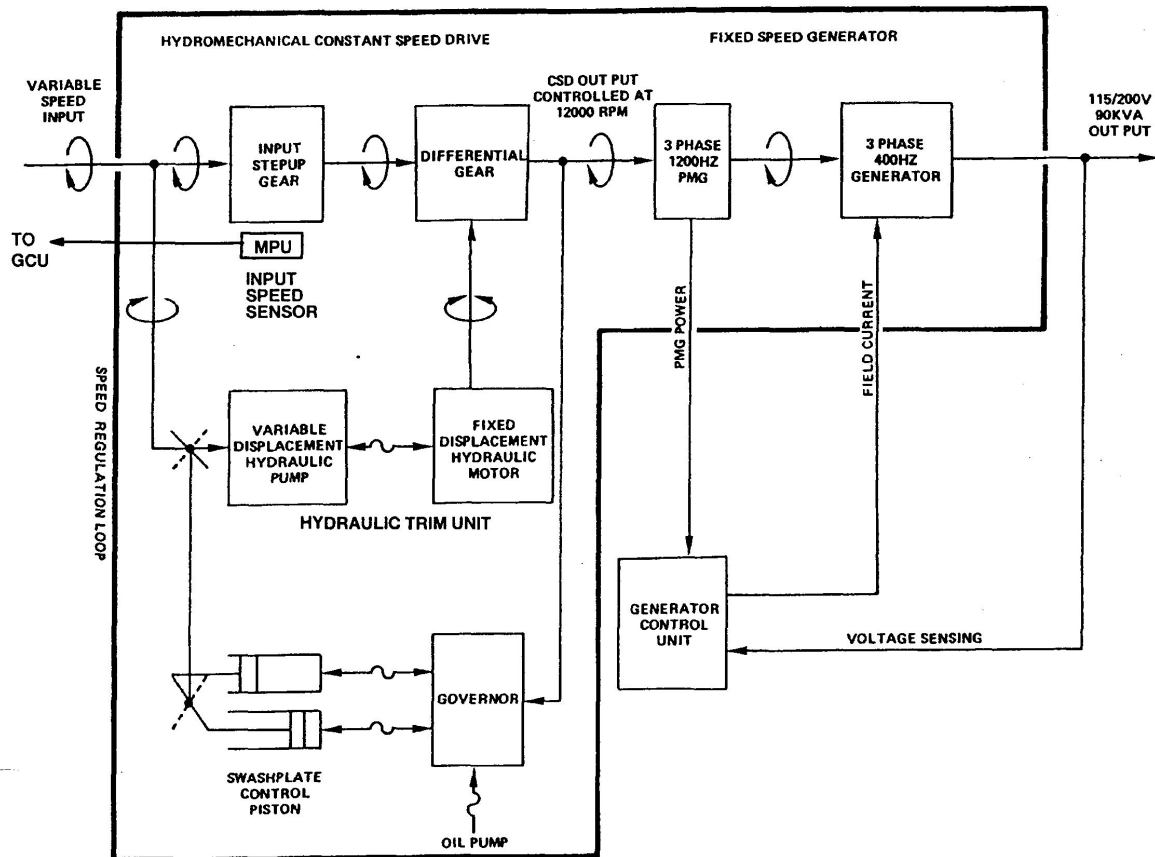 HYDROMECHANICAL CONSTANT SPEED DRIVE
FIXED SPEED GENERATOR
VARIABLE
SPEED
INPUT
CSD OUT PUT
CONTROLLED AT
12000 RPM
115/200V
90KVA
OUT PUT
INPUT
STEPUP
GEAR
DIFFERENTIAL
GEAR
3 PHASE
1200HZ
PMG
3 PHASE
400HZ
GENERATOR
TO
GCU
MPU
INPUT
SPEED
SENSOR
PMG POWER
FIELD CURRENT
SPEED REGULATION LOOP
VARIABLE
DISPLACEMENT
HYDRAULIC
PUMP
FIXED
DISPLACEMENT
HYDRAULIC
MOTOR
HYDRAULIC TRIM UNIT
GENERATOR
CONTROL
UNIT
VOLTAGE SENSING
GOVERNOR
SWASHPLATE
CONTROL
PISTON
OIL PUMP